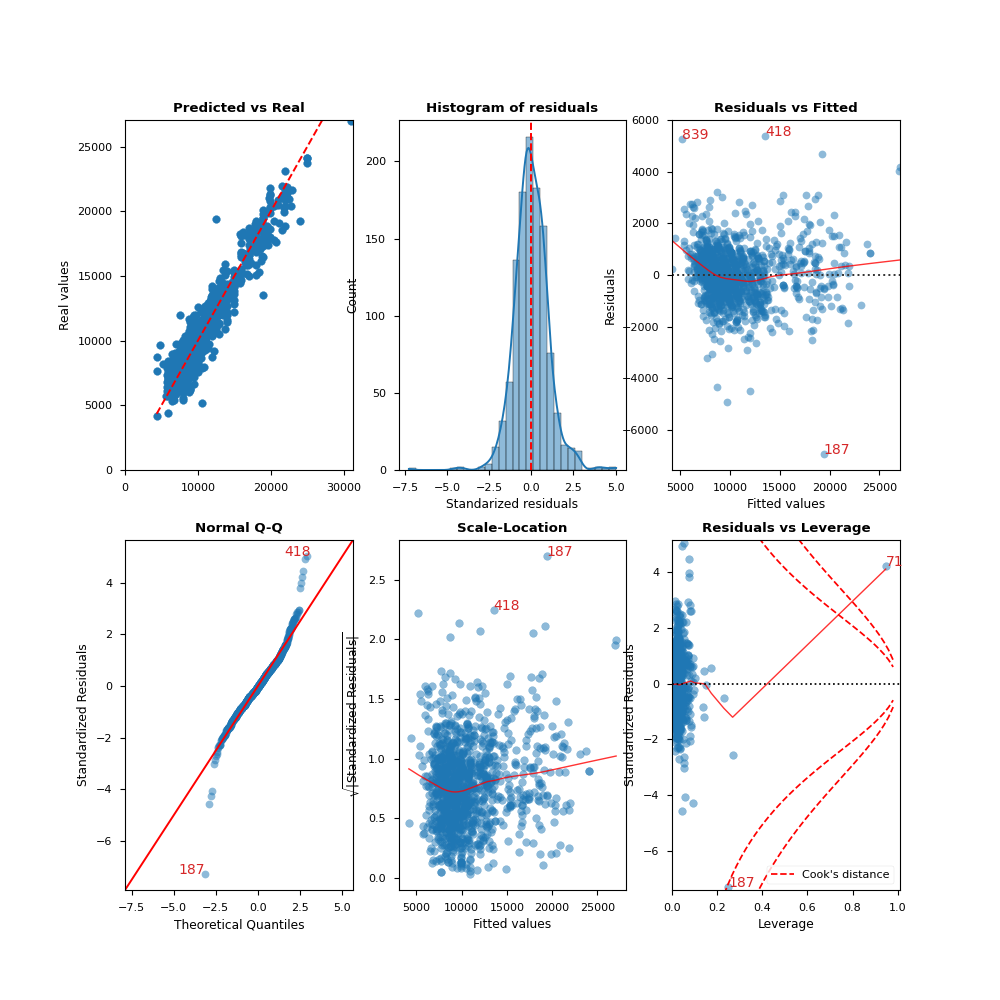 Predicted vs Real
Real values
25000
20000
15000
10000
5000
0
0 10000 20000 30000
Histogram of residuals
Count
200
150
100
50
0
−7.5 −5.0 −2.5 0.0 2.5 5.0
Standarized residuals
Residuals vs Fitted
Residuals
6000
4000
2000
0
−2000
−4000
−6000
839
418
187
5000 10000 15000 20000 25000
Fitted values
Normal Q-Q
Standardized Residuals
4
2
0
−2
−4
−6
418
187
−7.5 −5.0 −2.5 0.0 2.5 5.0
Theoretical Quantiles
Scale-Location
√|Standardized Residuals|
2.5
2.0
1.5
1.0
0.5
0.0
187
418
5000 10000 15000 20000 25000
Fitted values
Residuals vs Leverage
Standardized Residuals
4
2
0
−2
−4
−6
71
187
Cook's distance
0.0 0.2 0.4 0.6 0.8 1.0
Leverage